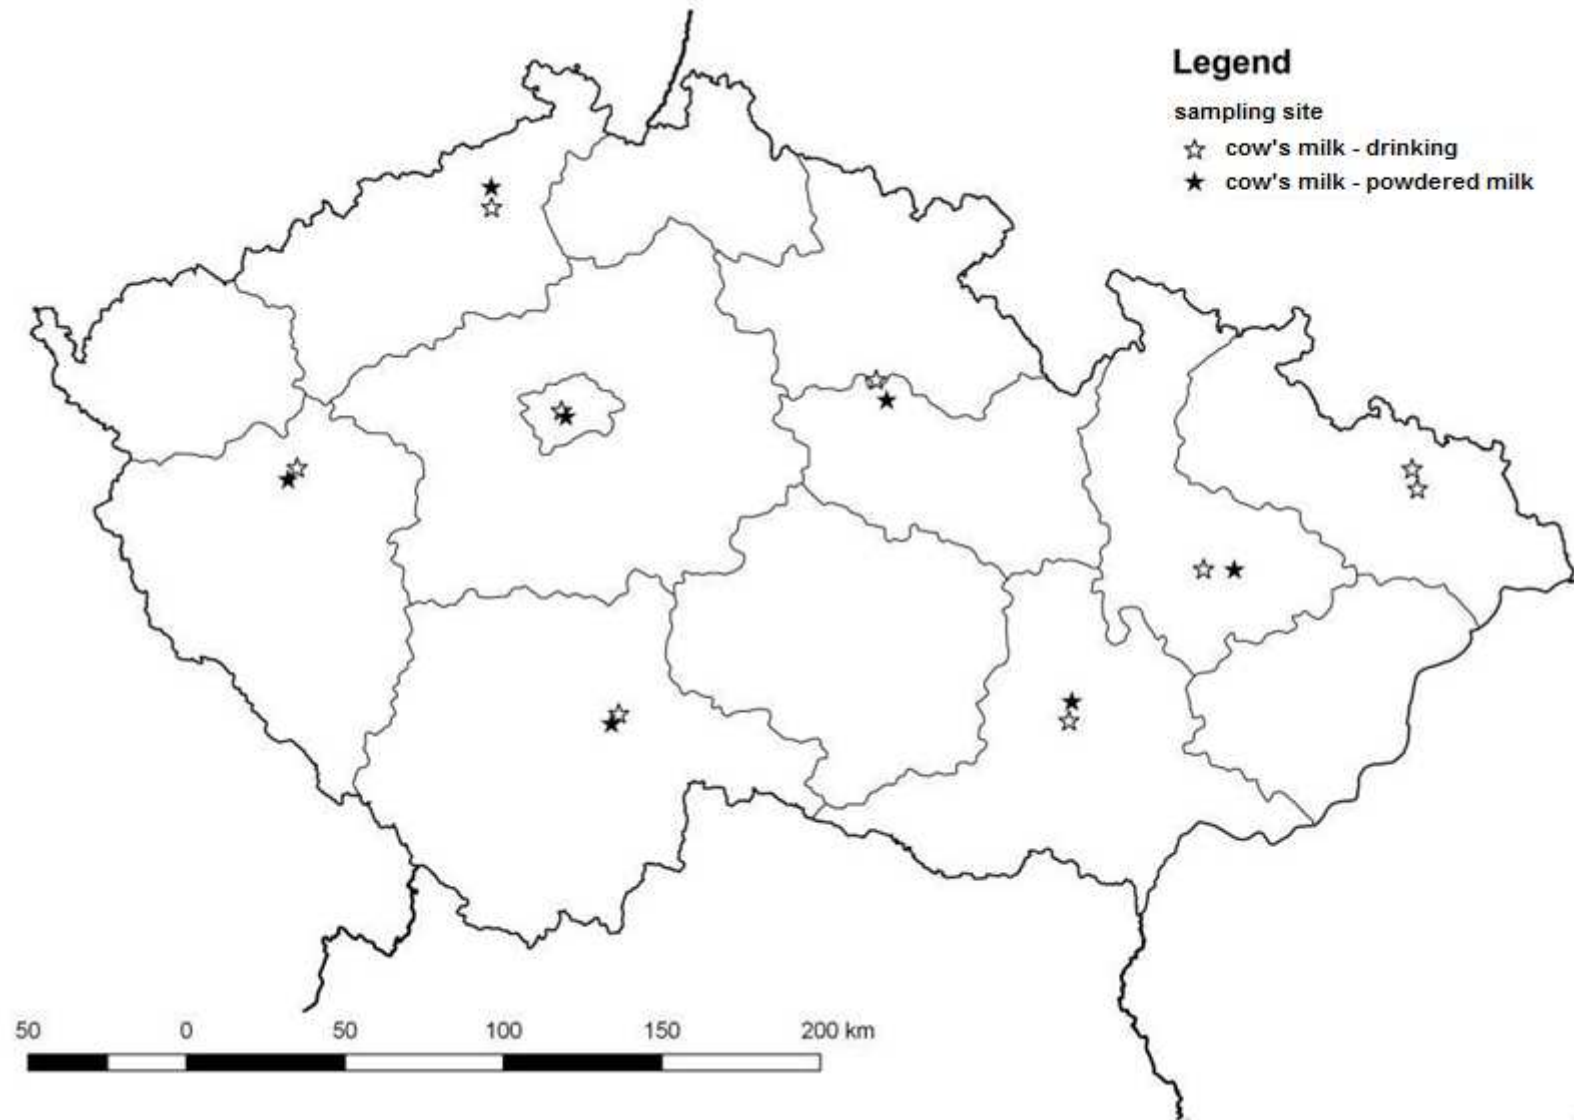 Legend
sampling site
cow's milk - drinking
cow's milk - powdered milk
50 0 50 100 150 200 km